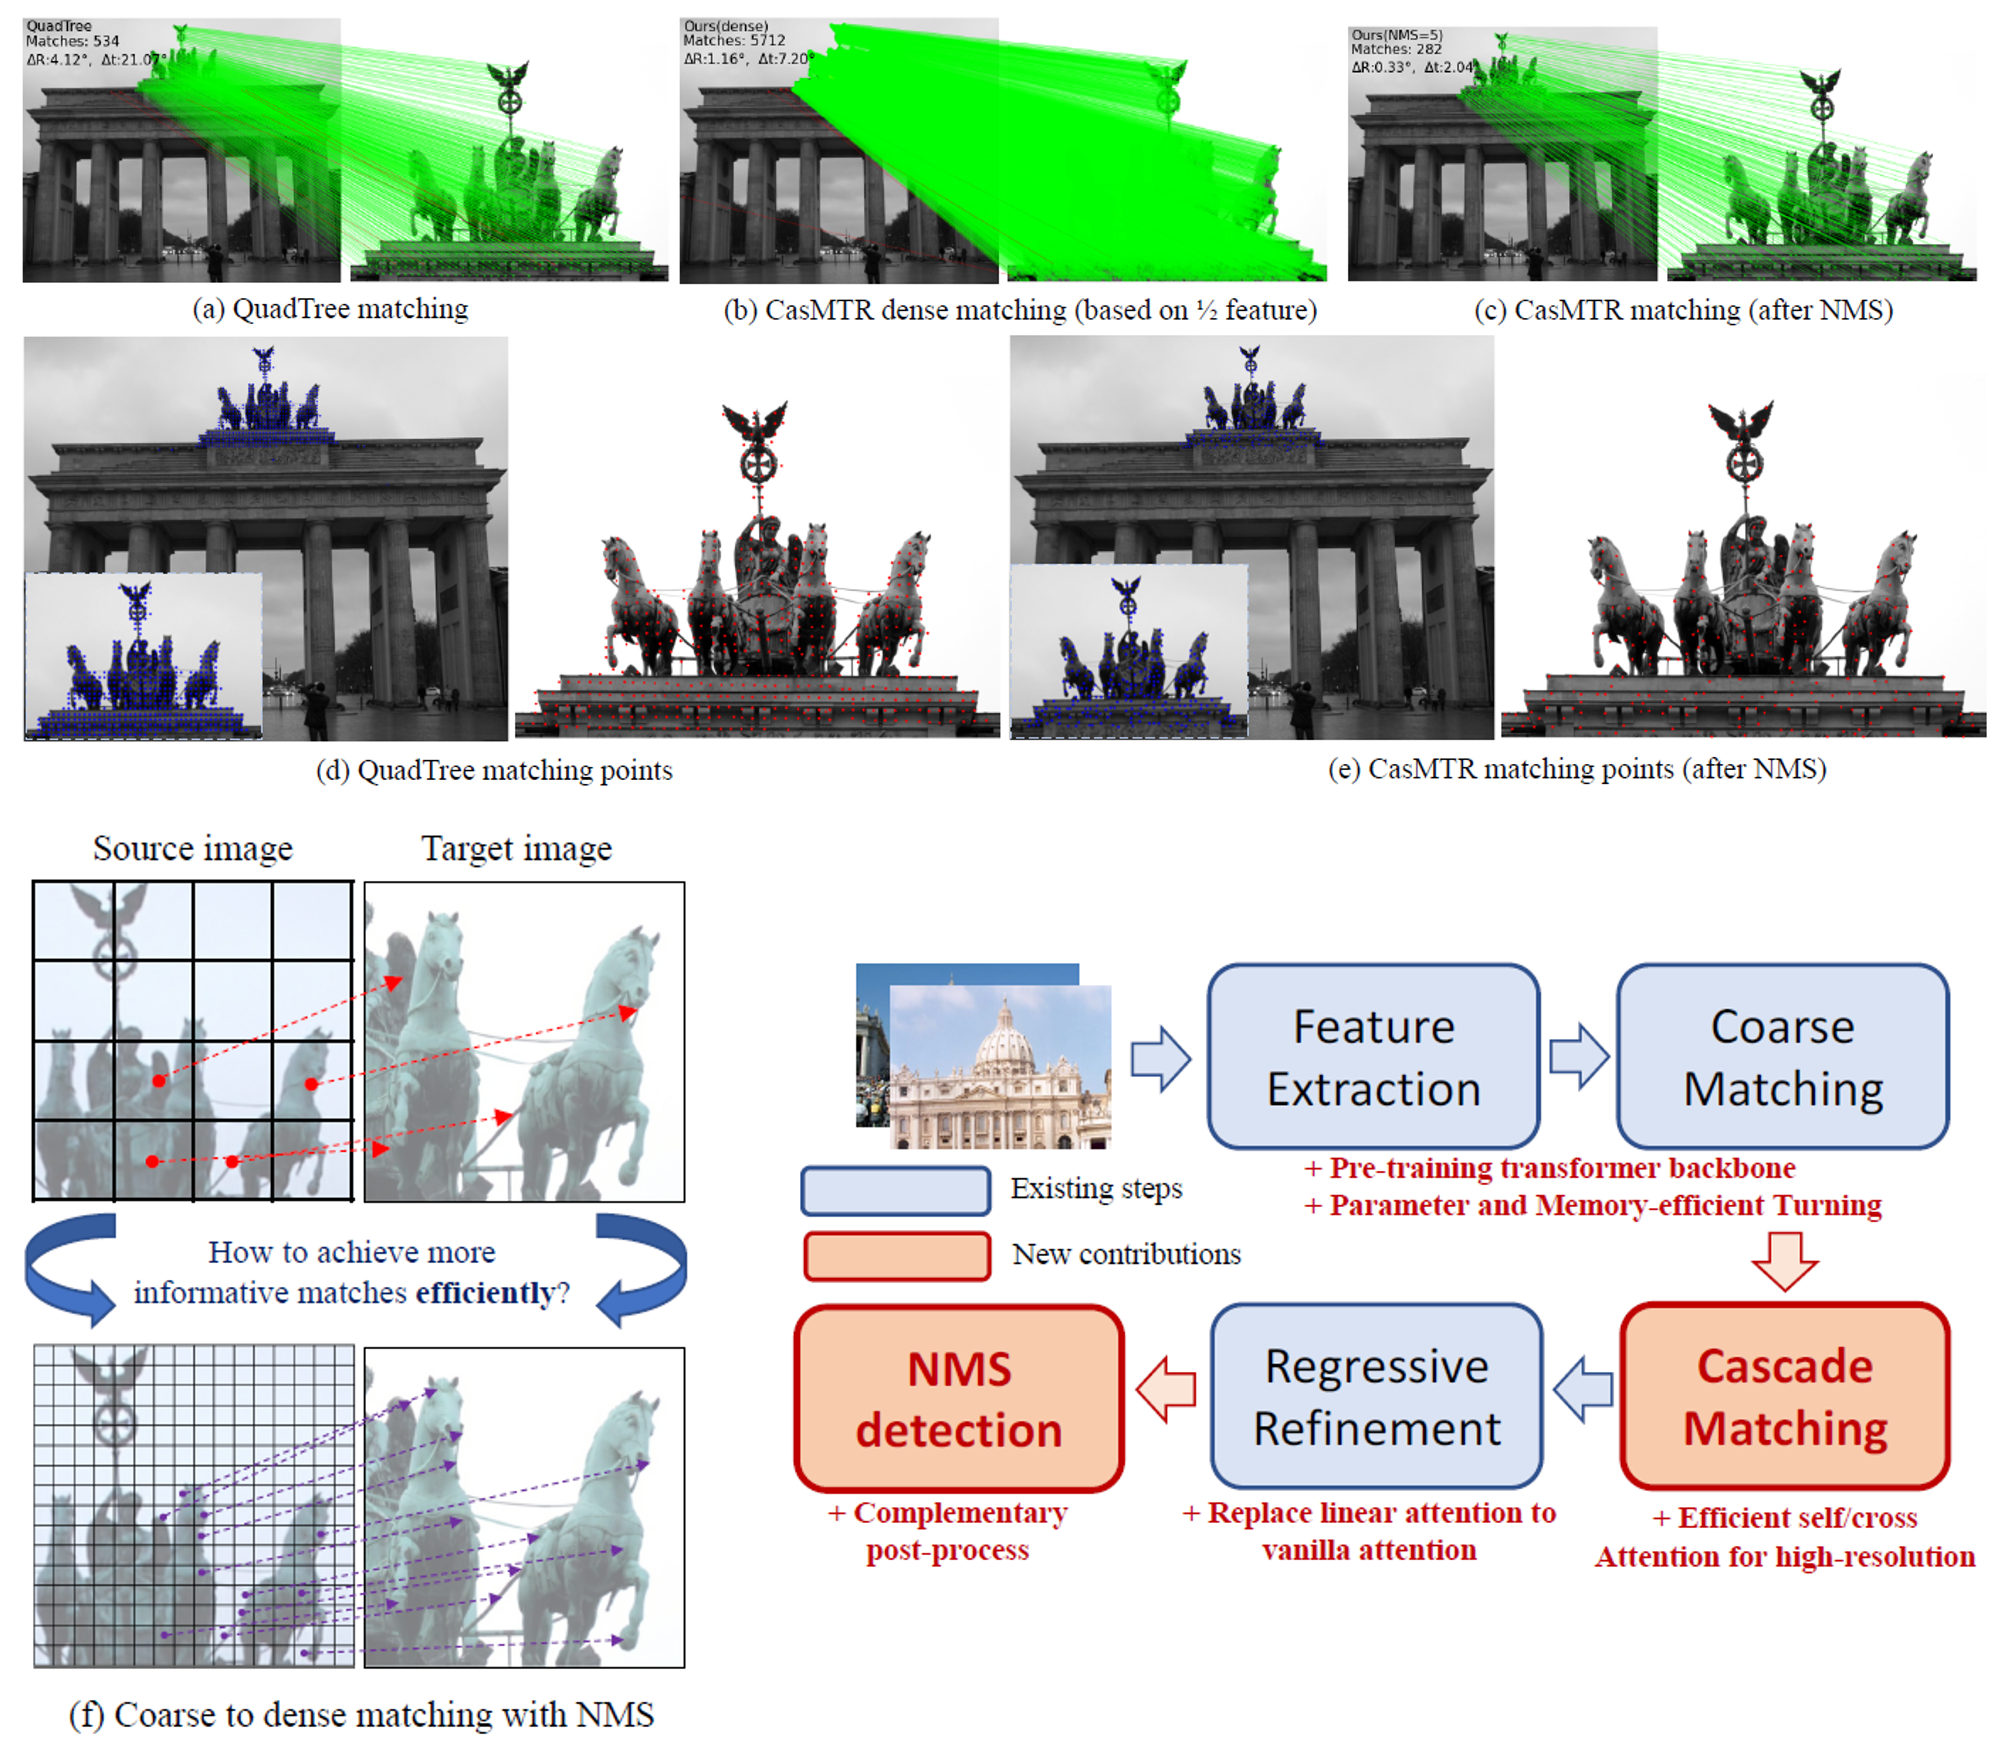 QuadTree
Matches: 534
ΔR:4.12°, Δt:21.07°
Ours(dense)
Matches: 5712
ΔR:1.16°, Δt:7.20°
Ours(NMS=5)
Matches: 282
ΔR:0.33°, Δt:2.04°
(a) QuadTree matching
(b) CasMTR dense matching (based on ½ feature)
(c) CasMTR matching (after NMS)
(d) QuadTree matching points
(e) CasMTR matching points (after NMS)
Source image
Target image
How to achieve more
informative matches efficiently?
(f) Coarse to dense matching with NMS
Feature
Extraction
Coarse
Matching
+ Pre-training transformer backbone
+ Parameter and Memory-efficient Turning
Existing steps
New contributions
NMS
detection
Regressive
Refinement
Cascade
Matching
+ Complementary
post-process
+ Replace linear attention to
vanilla attention
+ Efficient self/cross
Attention for high-resolution